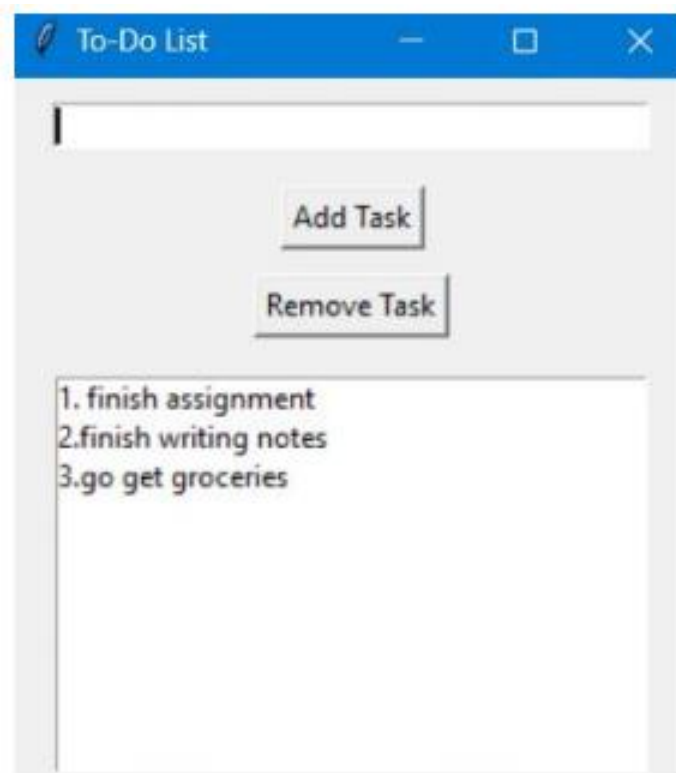 To-Do List
Add Task
Remove Task
1. finish assignment
2.finish writing notes
3.go get groceries